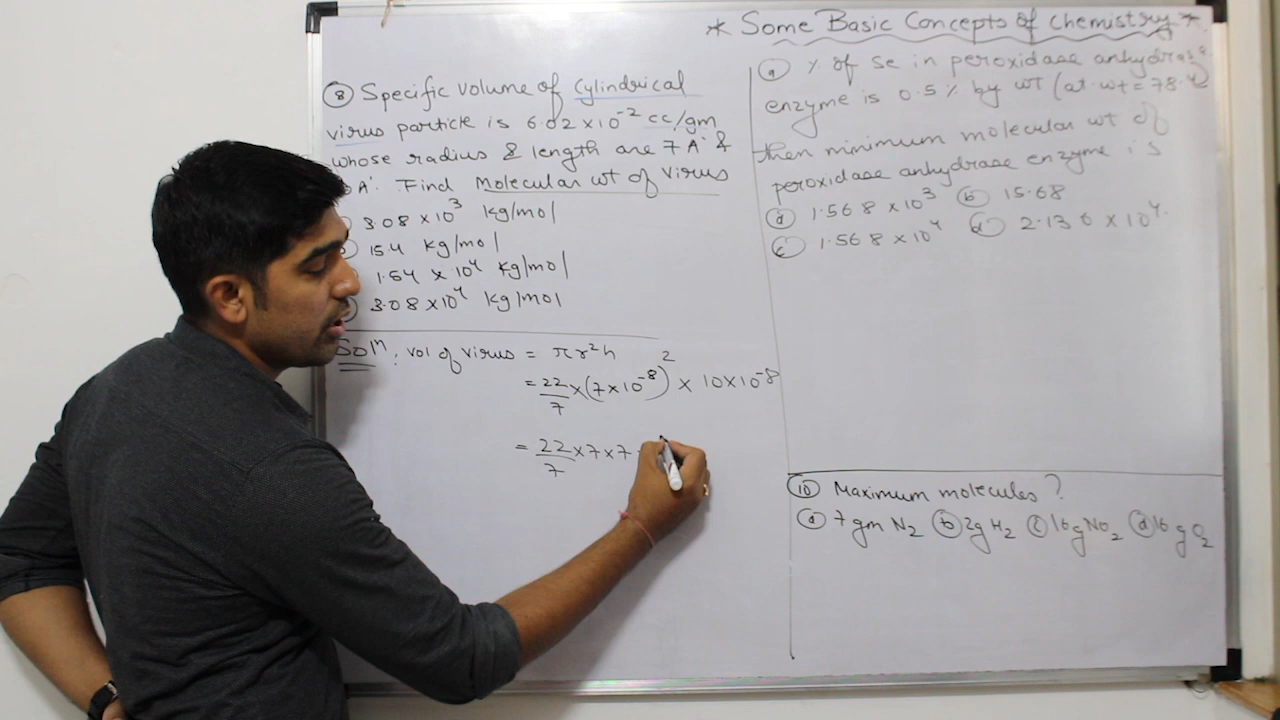 * Some Basic Concepts of Chemistry *
⑧ Specific volume of cylindrical
virus particle is 6.02 × 10⁻² cc/gm
whose radius & length are 7 A° &
A°. Find Molecular wt of virus
3.08 × 10³ kg/mol
15.4 kg/mol
1.54 × 10⁴ kg/mol
3.08 × 10⁴ kg/mol
Solⁿ: vol of virus = πr²h
= 22/7 × (7 × 10⁻⁸)² × 10 × 10⁻⁸
= 22/7 × 7 × 7
⑨ % of Se in peroxidase anhydrase
enzyme is 0.5 % by wt (at. wt = 78.4)
then minimum molecular wt of
peroxidase anhydrase enzyme is
ⓐ 1.568 × 10³ ⓑ 15.68
ⓒ 1.568 × 10⁴ ⓓ 2.136 × 10⁴.
⑩ Maximum molecules ?
ⓐ 7gm N₂ ⓑ 2g H₂ ⓒ 16g NO₂ ⓓ 16 g O₂